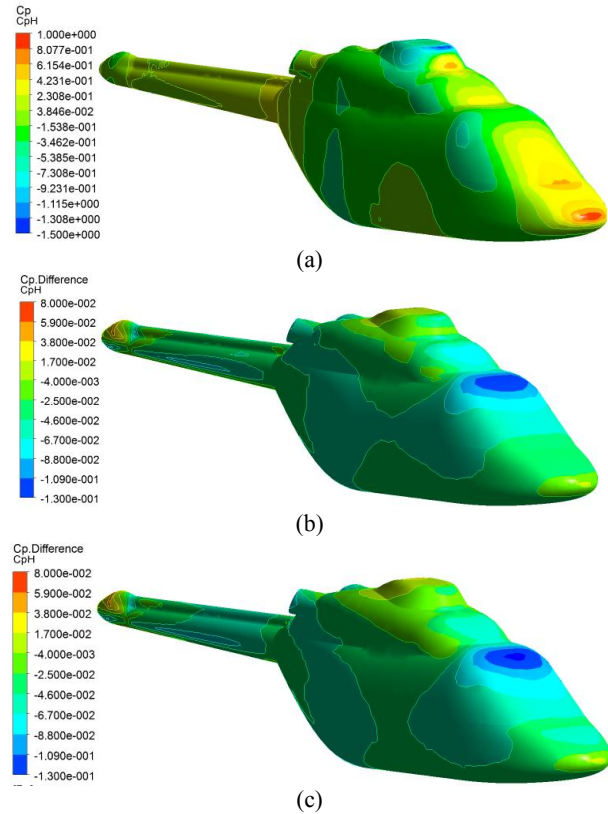 Cp
CpH
1.000e+000
8.077e-001
6.154e-001
4.231e-001
2.308e-001
3.846e-002
-1.538e-001
-3.462e-001
-5.385e-001
-7.308e-001
-9.231e-001
-1.115e+000
-1.308e+000
-1.500e+000
(a)
Cp.Difference
CpH
8.000e-002
5.900e-002
3.800e-002
1.700e-002
-4.000e-003
-2.500e-002
-4.600e-002
-6.700e-002
-8.800e-002
-1.090e-001
-1.300e-001
(b)
Cp.Difference
CpH
8.000e-002
5.900e-002
3.800e-002
1.700e-002
-4.000e-003
-2.500e-002
-4.600e-002
-6.700e-002
-8.800e-002
-1.090e-001
-1.300e-001
(c)